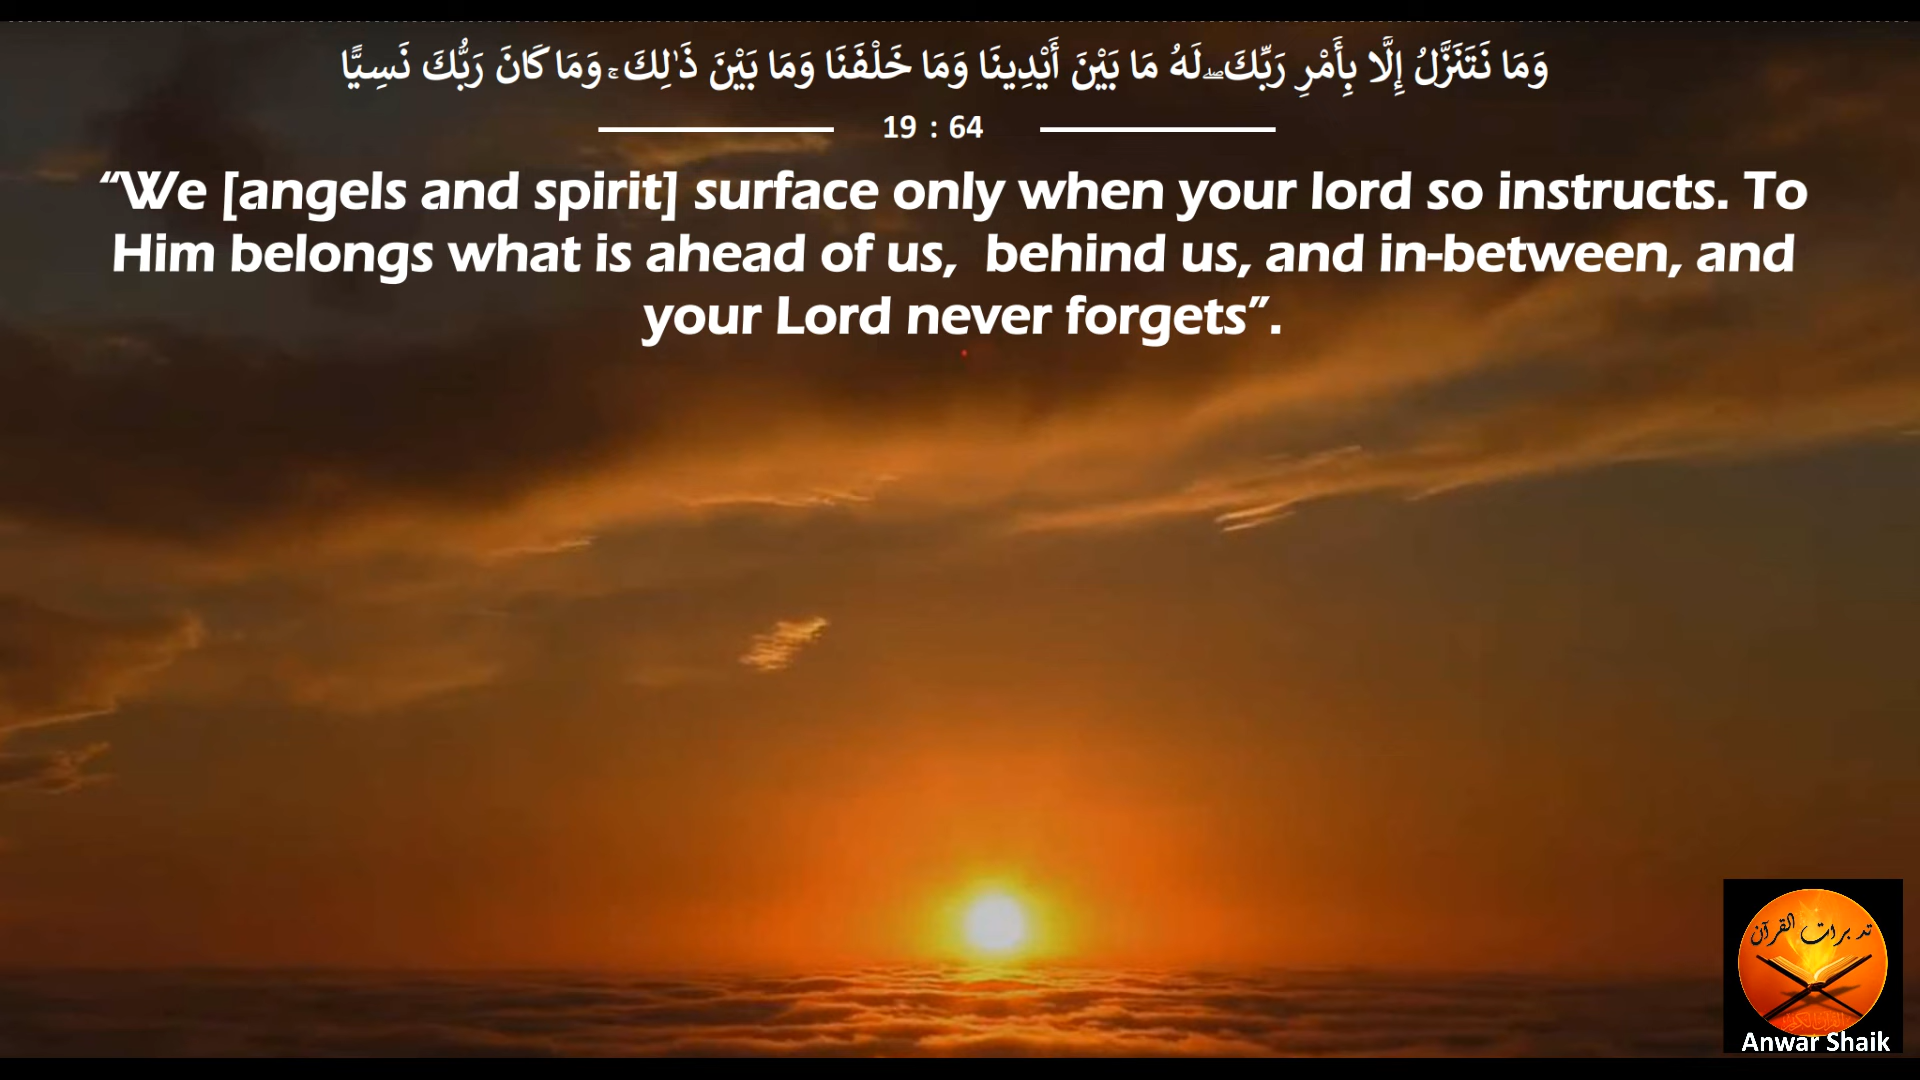 وَمَا نَتَنَزَّلُ إِلَّا بِأَمْرِ رَبِّكَ ۖ لَهُ مَا بَيْنَ أَيْدِينَا وَمَا خَلْفَنَا وَمَا بَيْنَ ذَٰلِكَ ۚ وَمَا كَانَ رَبُّكَ نَسِيًّا
19 : 64
“We [angels and spirit] surface only when your lord so instructs. To
Him belongs what is ahead of us,  behind us, and in-between, and
your Lord never forgets”.
تدبرات القرآن
Anwar Shaik